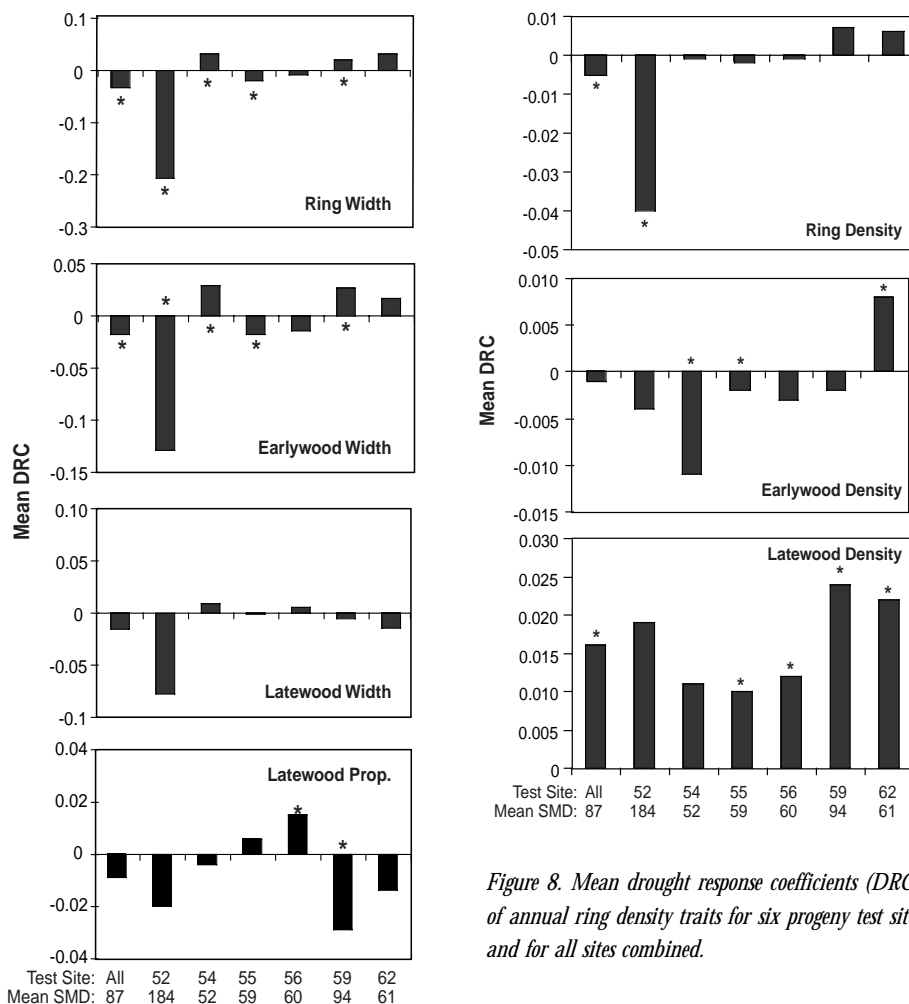 Mean DRC
0.1
0
-0.1
-0.2
-0.3
* * * * *
Ring Width
0.05
0
-0.05
-0.1
-0.15
* * * * *
Earlywood Width
0.10
0.05
0
-0.05
-0.1
Latewood Width
0.04
0.02
0
-0.02
-0.04
Latewood Prop.
* *
Test Site: All 52 54 55 56 59 62
Mean SMD: 87 184 52 59 60 94 61
Mean DRC
0.01
0
-0.01
-0.02
-0.03
-0.04
-0.05
* *
Ring Density
0.010
0.005
0
-0.005
-0.010
-0.015
* * *
Earlywood Density
0.030
0.025
0.020
0.015
0.010
0.005
0
Latewood Density
* * * * *
Test Site: All 52 54 55 56 59 62
Mean SMD: 87 184 52 59 60 94 61
Figure 8. Mean drought response coefficients (DRC
of annual ring density traits for six progeny test sit
and for all sites combined.